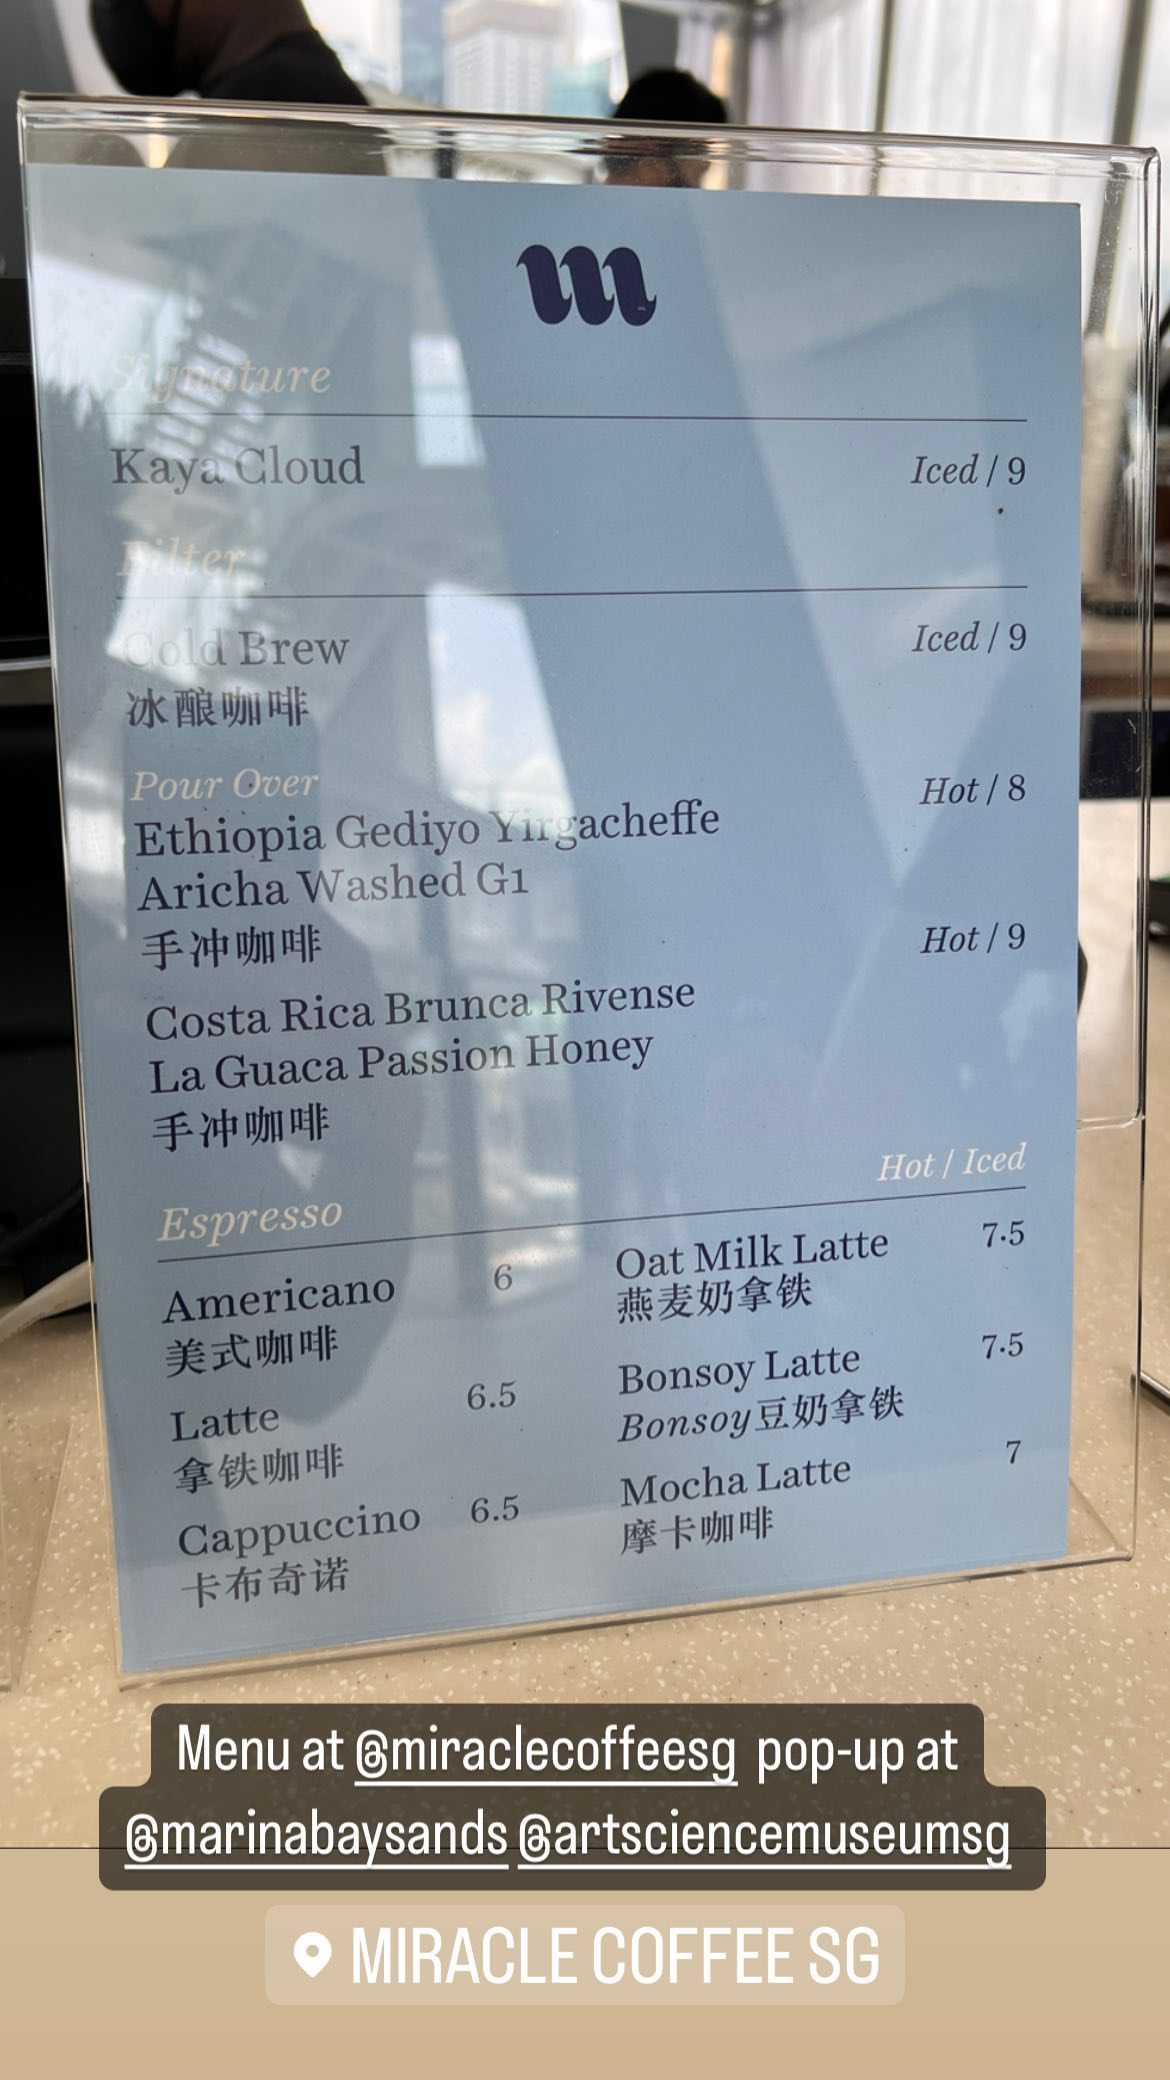 m
Signature
Kaya Cloud Iced / 9
Filter
Cold Brew Iced / 9
冰酿咖啡
Pour Over
Ethiopia Gediyo Yirgacheffe Hot / 8
Aricha Washed G1
手冲咖啡
Costa Rica Brunca Rivense Hot / 9
La Guaca Passion Honey
手冲咖啡
Espresso Hot / Iced
Americano 6
美式咖啡
Latte 6.5
拿铁咖啡
Cappuccino 6.5
卡布奇诺
Oat Milk Latte 7.5
燕麦奶拿铁
Bonsoy Latte 7.5
Bonsoy豆奶拿铁
Mocha Latte 7
摩卡咖啡
Menu at @miraclecoffeesg pop-up at
@marinabaysands @artsciencemuseumsg
MIRACLE COFFEE SG